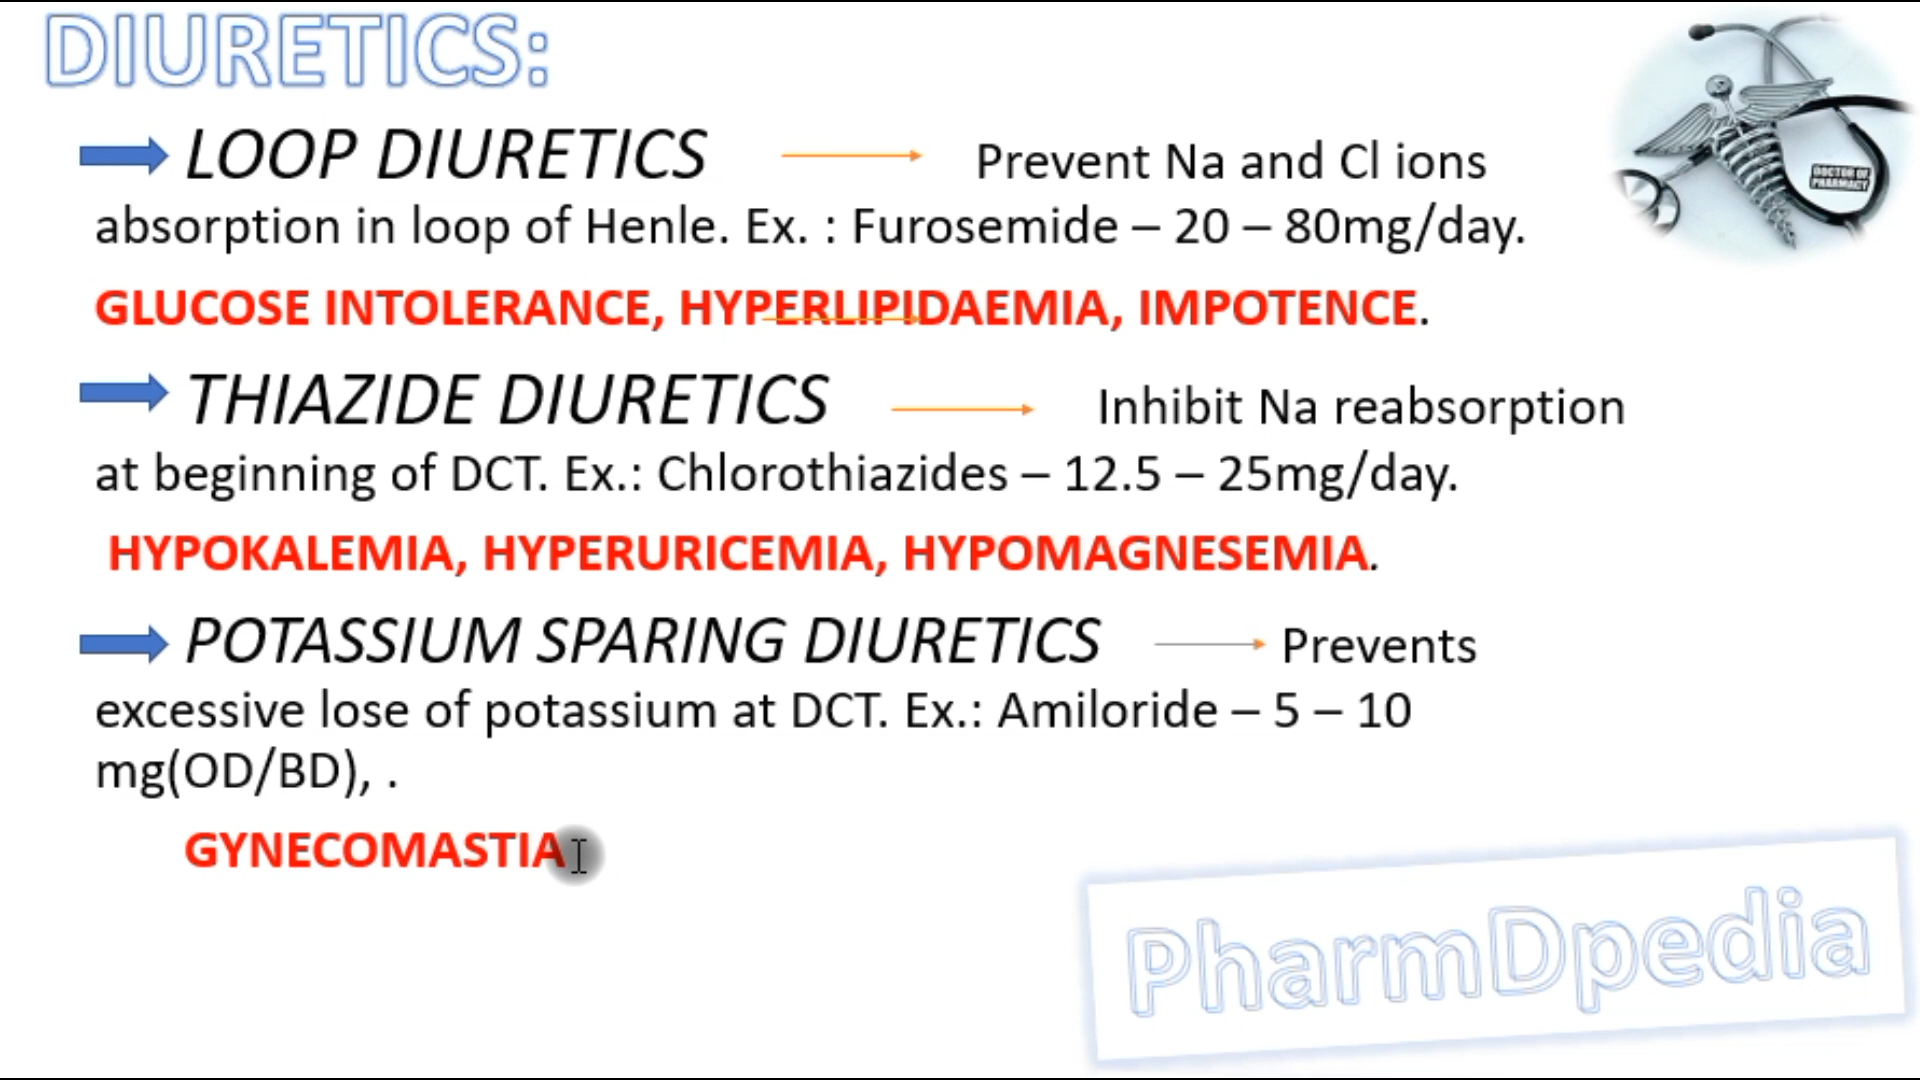 DIURETICS:
DOCTOR OF
PHARMACY
LOOP DIURETICS Prevent Na and Cl ions
absorption in loop of Henle. Ex. : Furosemide – 20 – 80mg/day.
GLUCOSE INTOLERANCE, HYPERLIPIDAEMIA, IMPOTENCE.
THIAZIDE DIURETICS Inhibit Na reabsorption
at beginning of DCT. Ex.: Chlorothiazides – 12.5 – 25mg/day.
HYPOKALEMIA, HYPERURICEMIA, HYPOMAGNESEMIA.
POTASSIUM SPARING DIURETICS Prevents
excessive lose of potassium at DCT. Ex.: Amiloride – 5 – 10
mg(OD/BD), .
GYNECOMASTIA
PharmDpedia